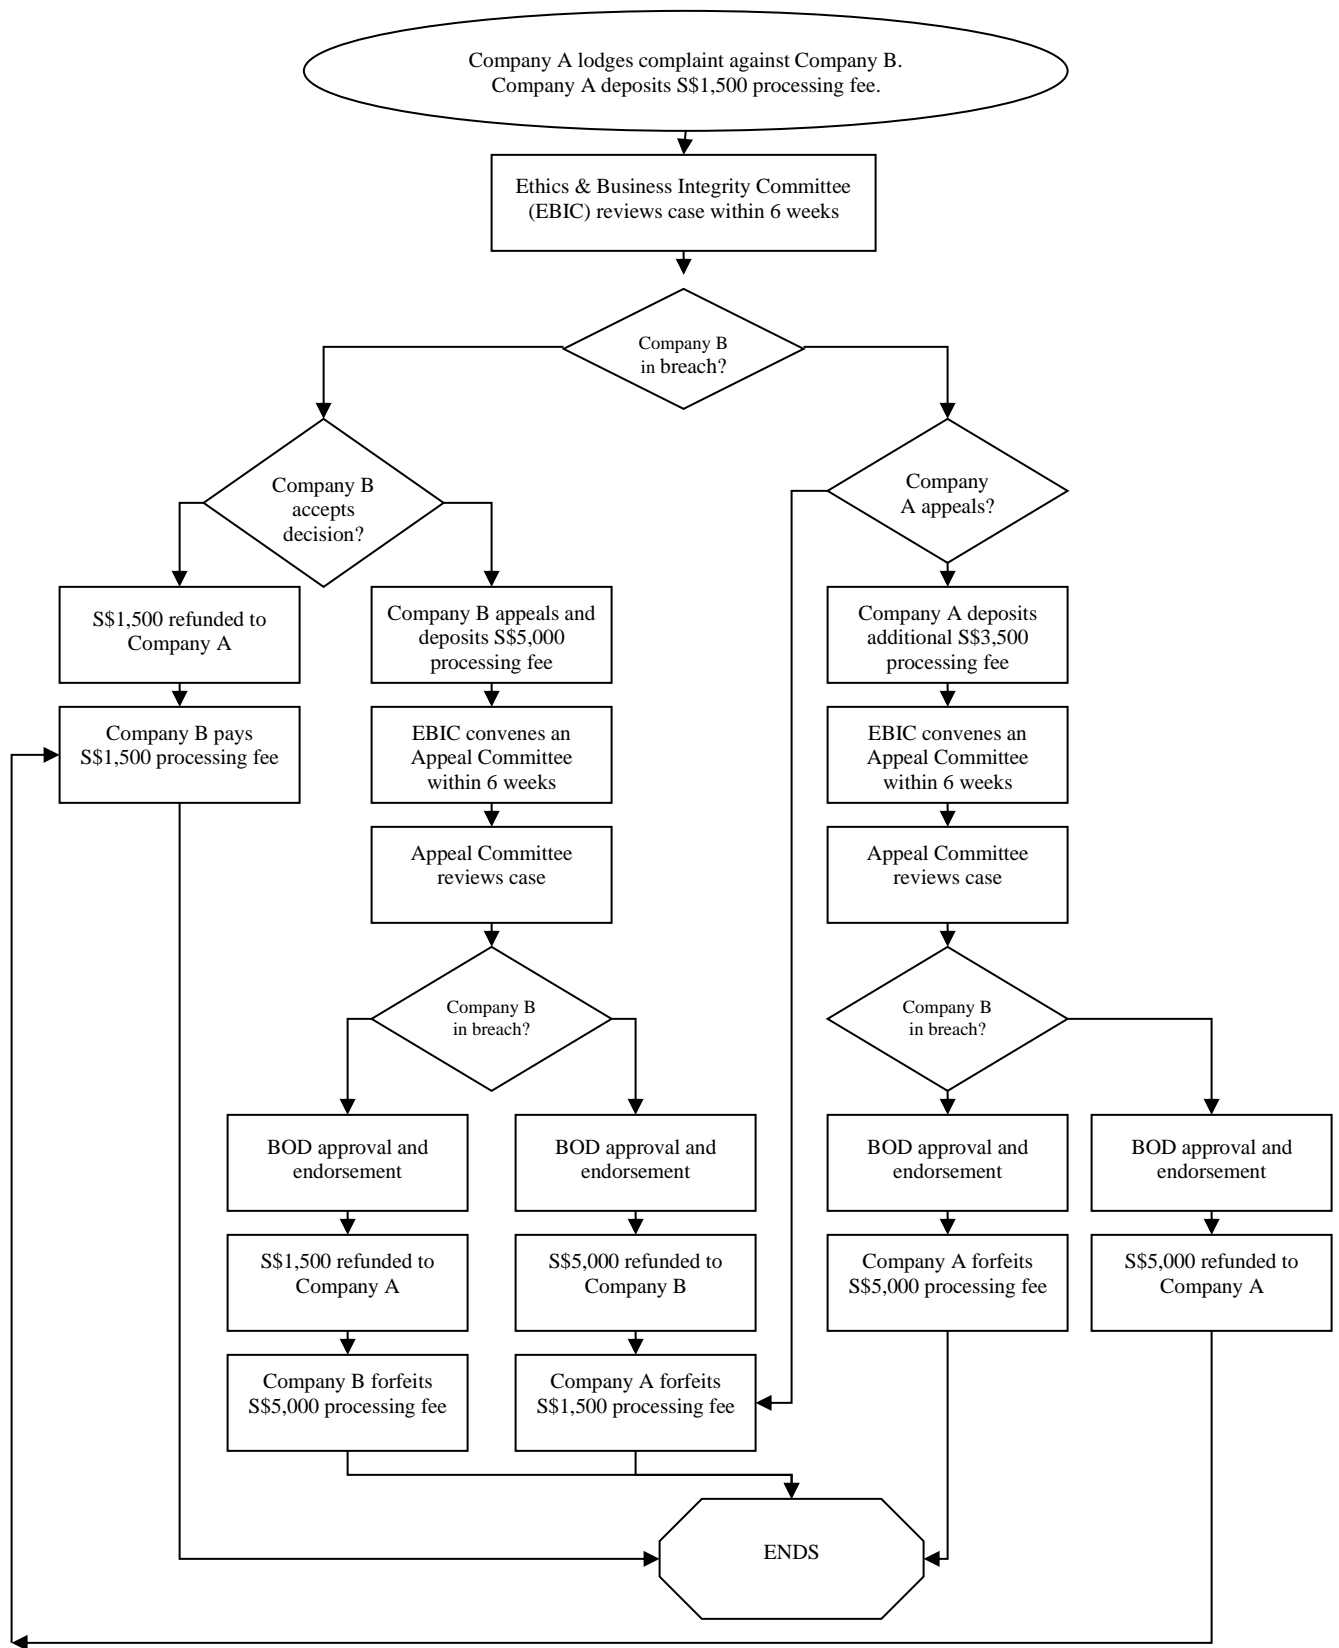 Company A lodges complaint against Company B.
Company A deposits S$1,500 processing fee.
Ethics & Business Integrity Committee
(EBIC) reviews case within 6 weeks
Company B
in breach?
Company B
accepts
decision?
Company
A appeals?
S$1,500 refunded to
Company A
Company B appeals and
deposits S$5,000
processing fee
Company A deposits
additional S$3,500
processing fee
Company B pays
S$1,500 processing fee
EBIC convenes an
Appeal Committee
within 6 weeks
EBIC convenes an
Appeal Committee
within 6 weeks
Appeal Committee
reviews case
Appeal Committee
reviews case
Company B
in breach?
Company B
in breach?
BOD approval and
endorsement
BOD approval and
endorsement
BOD approval and
endorsement
BOD approval and
endorsement
S$1,500 refunded to
Company A
S$5,000 refunded to
Company B
Company A forfeits
S$5,000 processing fee
S$5,000 refunded to
Company A
Company B forfeits
S$5,000 processing fee
Company A forfeits
S$1,500 processing fee
ENDS